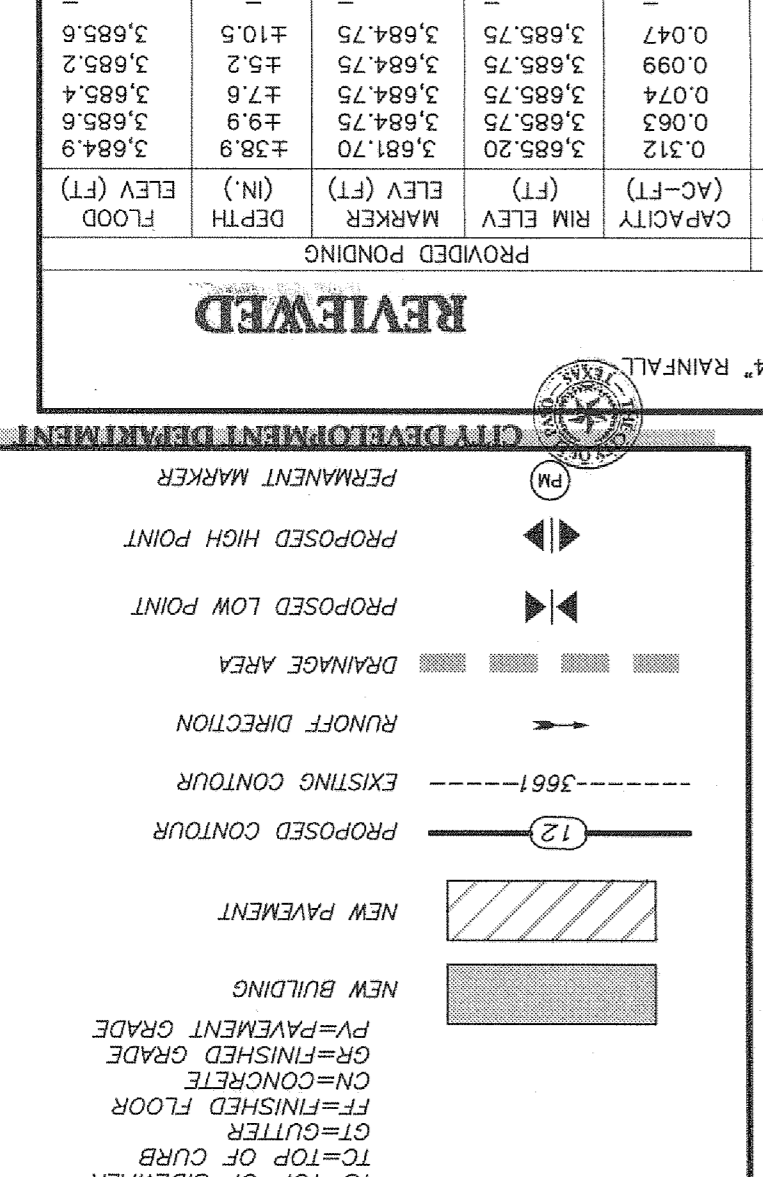 TC=TOP OF CURB
GT=GUTTER
FF=FINISHED FLOOR
CN=CONCRETE
GR=FINISHED GRADE
PV=PAVEMENT GRADE
NEW BUILDING
NEW PAVEMENT
12 PROPOSED CONTOUR
3661 EXISTING CONTOUR
RUNOFF DIRECTION
DRAINAGE AREA
PROPOSED LOW POINT
PROPOSED HIGH POINT
PM PERMANENT MARKER
CITY DEVELOPMENT DEPARTMENT
TEXAS
4" RAINFALL
REVIEWED
PROVIDED PONDING
CAPACITY (AC-FT) RIM ELEV (FT) MARKER ELEV (FT) DEPTH (IN.) FLOOD ELEV (FT)
0.312 3,685.20 3,681.70 ±38.9 3,684.9
0.063 3,685.75 3,684.75 ±9.9 3,685.6
0.074 3,685.75 3,684.75 ±7.6 3,685.4
0.099 3,685.75 3,684.75 ±5.2 3,685.2
0.047 3,685.75 3,684.75 ±10.5 3,685.6
– – – – –